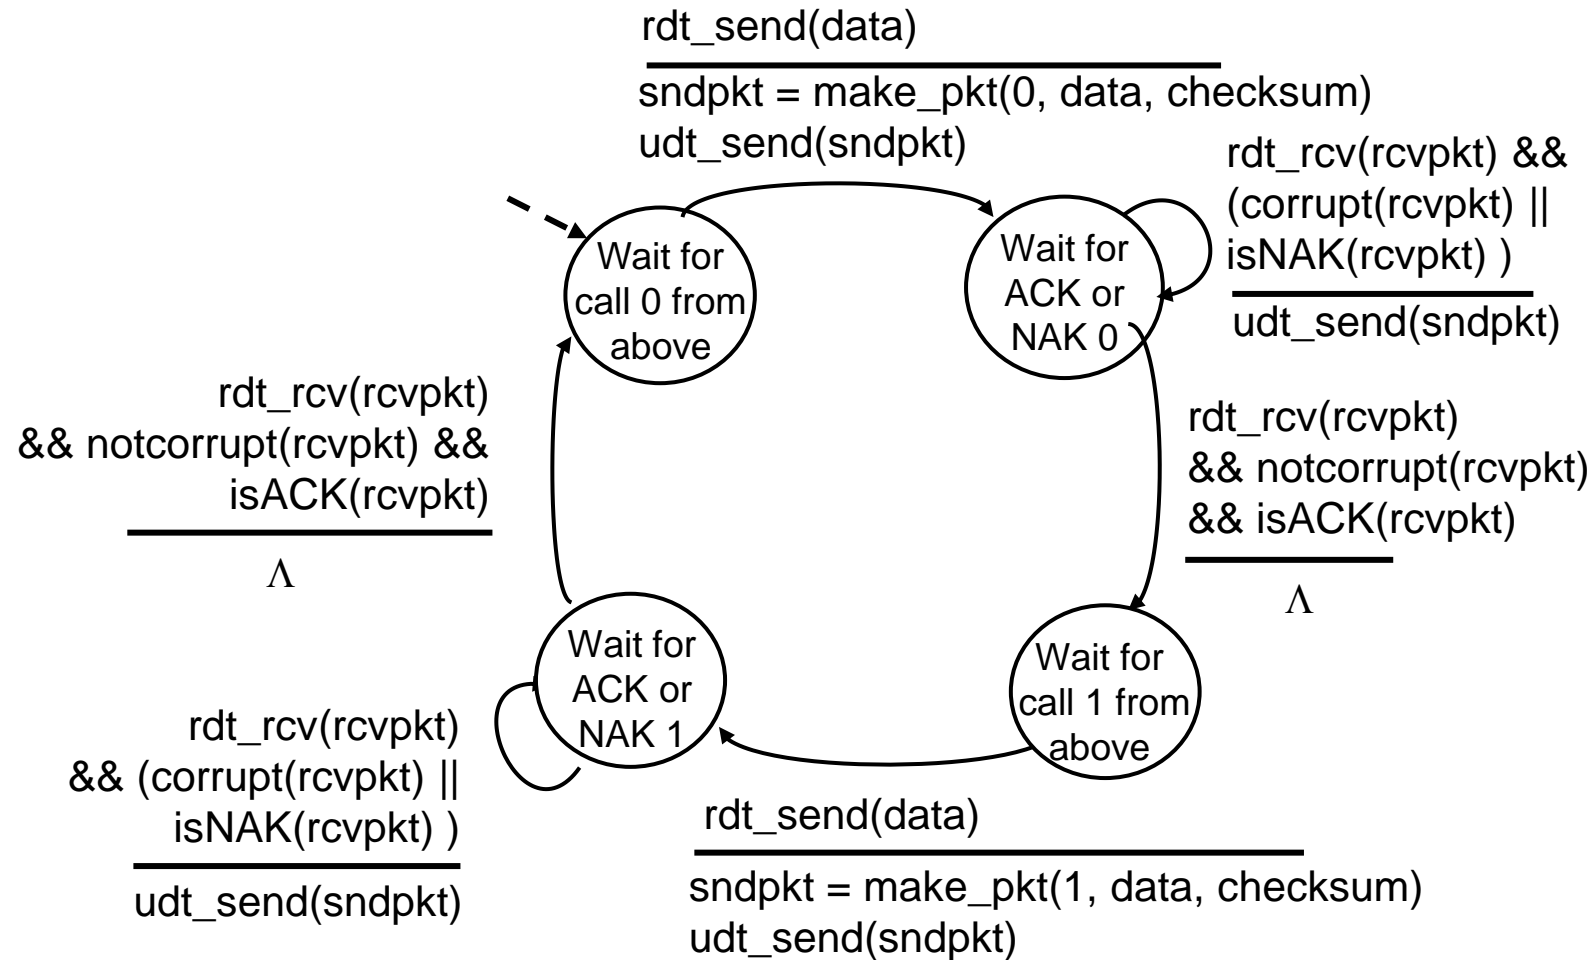 rdt_send(data)
sndpkt = make_pkt(0, data, checksum)
udt_send(sndpkt)
rdt_rcv(rcvpkt) &&
(corrupt(rcvpkt) ||
isNAK(rcvpkt) )
udt_send(sndpkt)
Wait for
call 0 from
above
Wait for
ACK or
NAK 0
rdt_rcv(rcvpkt)
&& notcorrupt(rcvpkt) &&
isACK(rcvpkt)
Λ
rdt_rcv(rcvpkt)
&& notcorrupt(rcvpkt)
&& isACK(rcvpkt)
Λ
Wait for
ACK or
NAK 1
Wait for
call 1 from
above
rdt_rcv(rcvpkt)
&& (corrupt(rcvpkt) ||
isNAK(rcvpkt) )
udt_send(sndpkt)
rdt_send(data)
sndpkt = make_pkt(1, data, checksum)
udt_send(sndpkt)